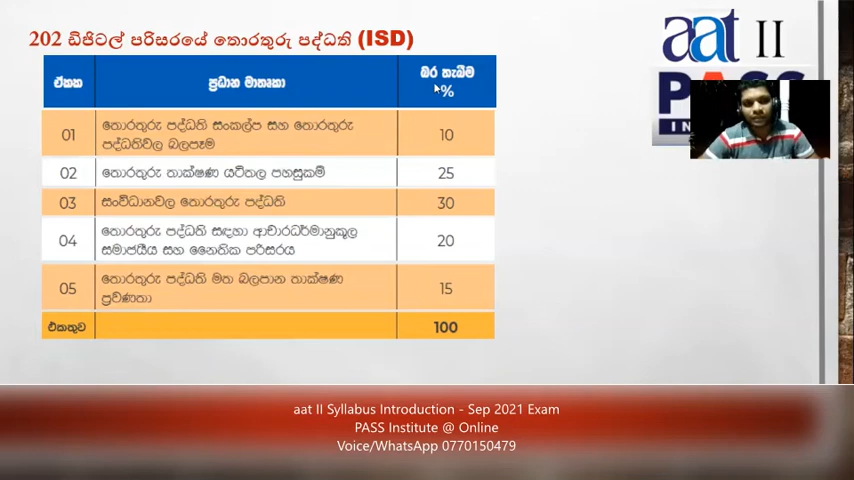 202 ඩිජිටල් පරිසරයේ තොරතුරු පද්ධති (ISD)
aat II
PASS
ඒකක ප්‍රධාන මාතෘකා බර තැබීම %
01 තොරතුරු පද්ධති සංකල්ප සහ තොරතුරු පද්ධතිවල බලපෑම 10
02 තොරතුරු තාක්ෂණ යටිතල පහසුකම් 25
03 සංවිධානවල තොරතුරු පද්ධති 30
04 තොරතුරු පද්ධති සඳහා ආචාරධර්මානුකූල සමාජයීය සහ නෛතික පරිසරය 20
05 තොරතුරු පද්ධති මත බලපාන තාක්ෂණ ප්‍රවණතා 15
එකතුව 100
aat II Syllabus Introduction - Sep 2021 Exam
PASS Institute @ Online
Voice/WhatsApp 0770150479